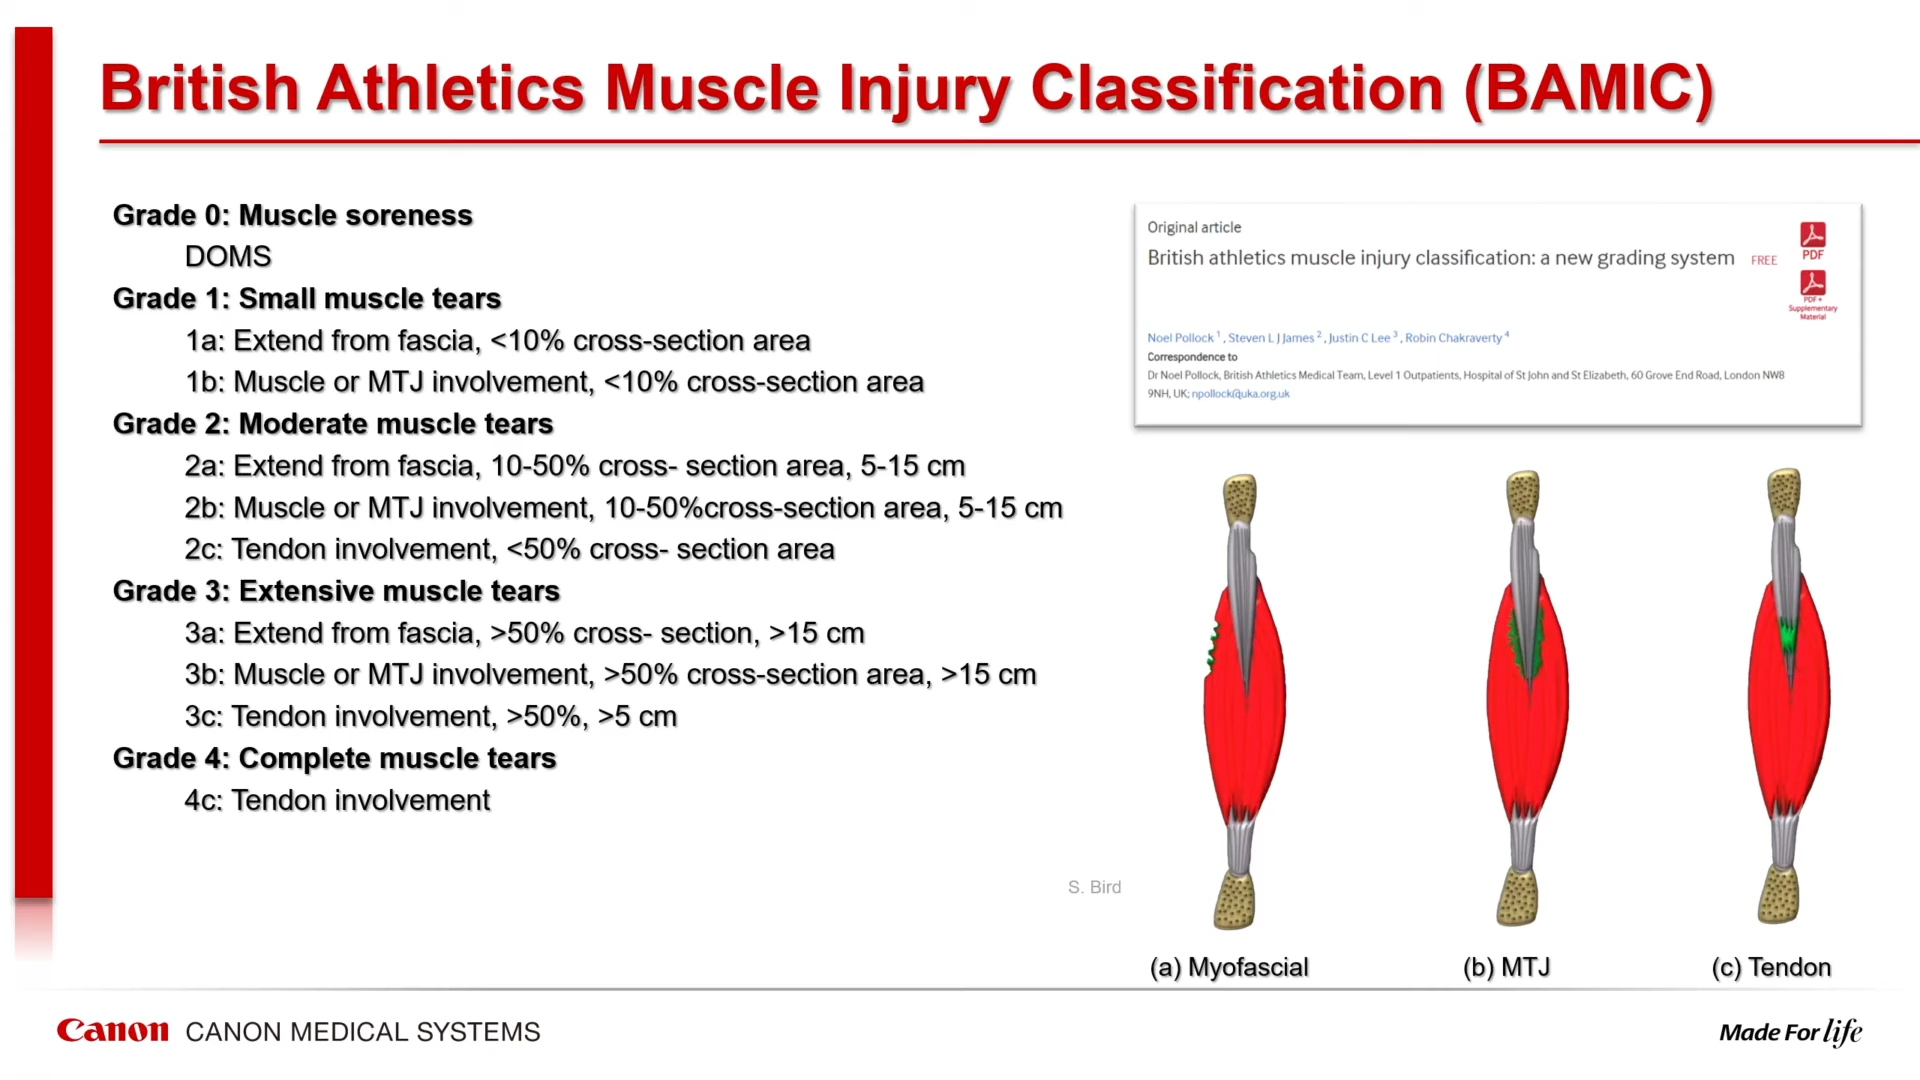 British Athletics Muscle Injury Classification (BAMIC)
Grade 0: Muscle soreness
DOMS
Grade 1: Small muscle tears
1a: Extend from fascia, <10% cross-section area
1b: Muscle or MTJ involvement, <10% cross-section area
Grade 2: Moderate muscle tears
2a: Extend from fascia, 10-50% cross- section area, 5-15 cm
2b: Muscle or MTJ involvement, 10-50%cross-section area, 5-15 cm
2c: Tendon involvement, <50% cross- section area
Grade 3: Extensive muscle tears
3a: Extend from fascia, >50% cross- section, >15 cm
3b: Muscle or MTJ involvement, >50% cross-section area, >15 cm
3c: Tendon involvement, >50%, >5 cm
Grade 4: Complete muscle tears
4c: Tendon involvement
Original article
British athletics muscle injury classification: a new grading system FREE
PDF
PDF +
Supplementary
Material
Noel Pollock 1, Steven L J James 2, Justin C Lee 3, Robin Chakraverty 4
Correspondence to
Dr Noel Pollock, British Athletics Medical Team, Level 1 Outpatients, Hospital of St John and St Elizabeth, 60 Grove End Road, London NW8
9NH, UK; npollock@uka.org.uk
S. Bird
(a) Myofascial
(b) MTJ
(c) Tendon
Canon CANON MEDICAL SYSTEMS
Made For life